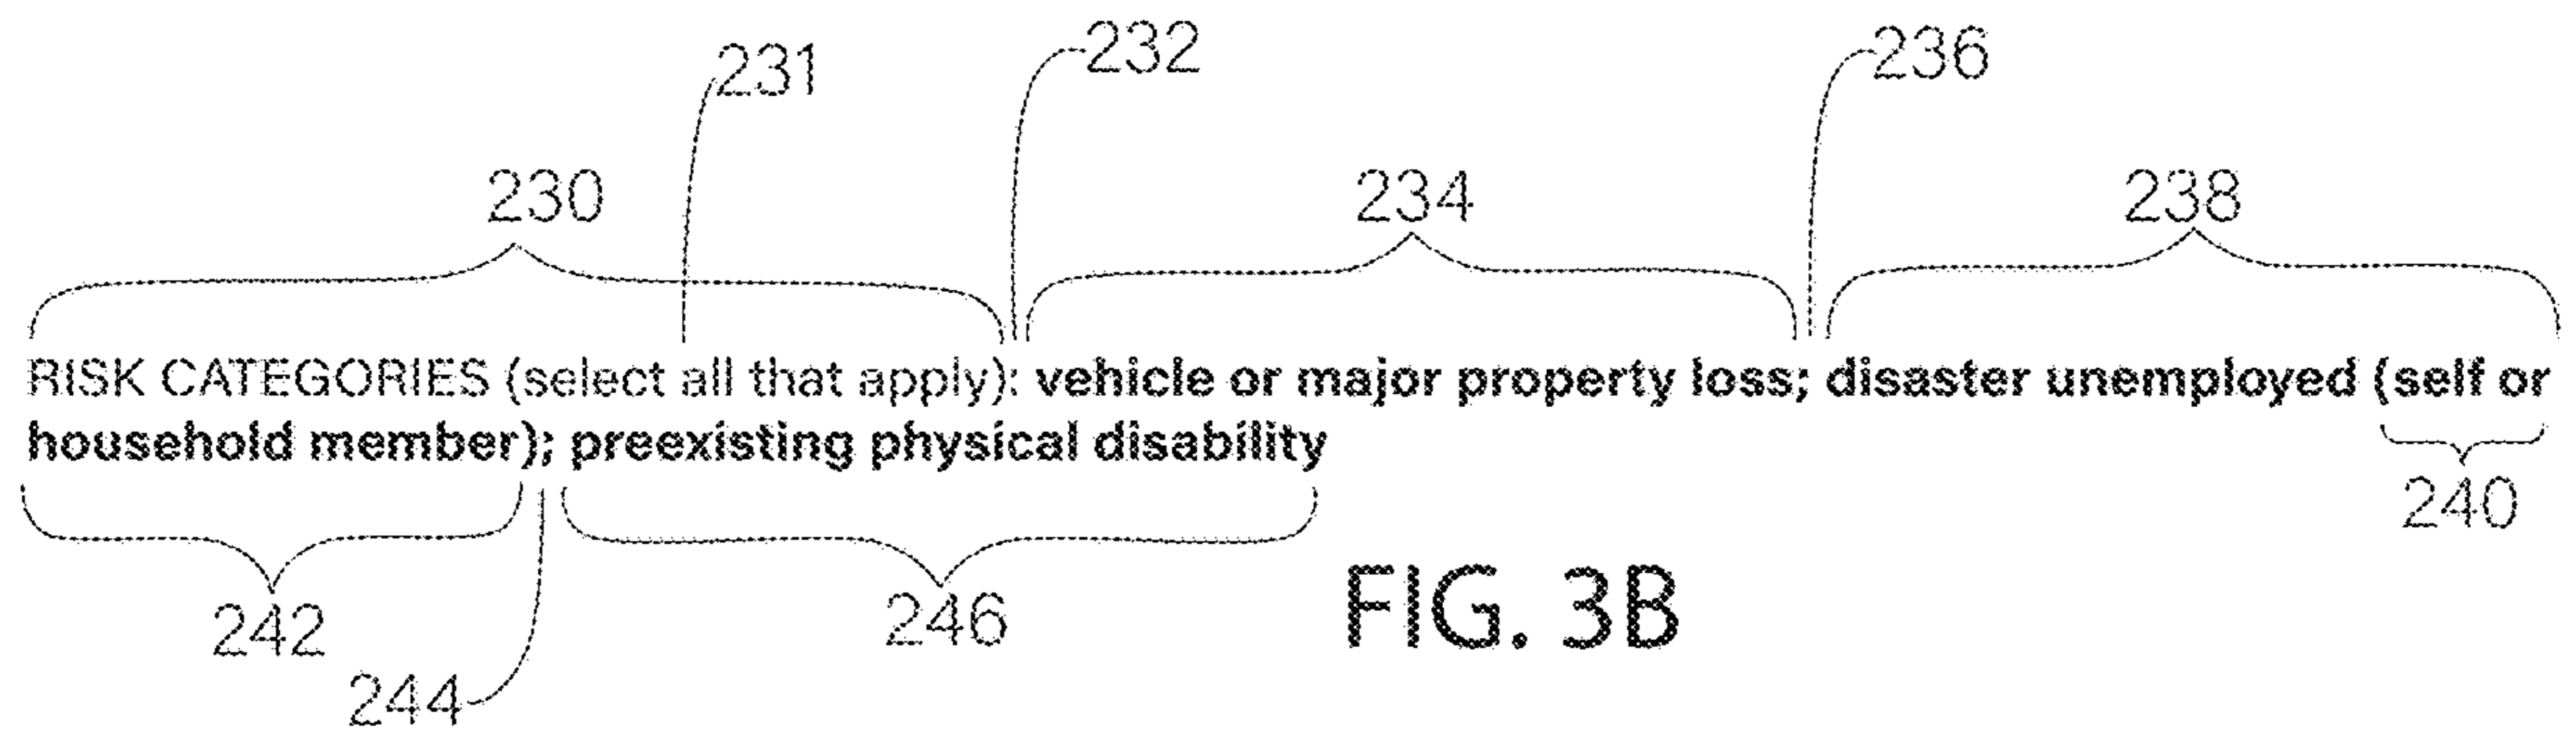 231 232 236
230 234 238
RISK CATEGORIES (select all that apply): vehicle or major property loss; disaster unemployed (self or
household member); preexisting physical disability
240
242 246 FIG. 3B
244